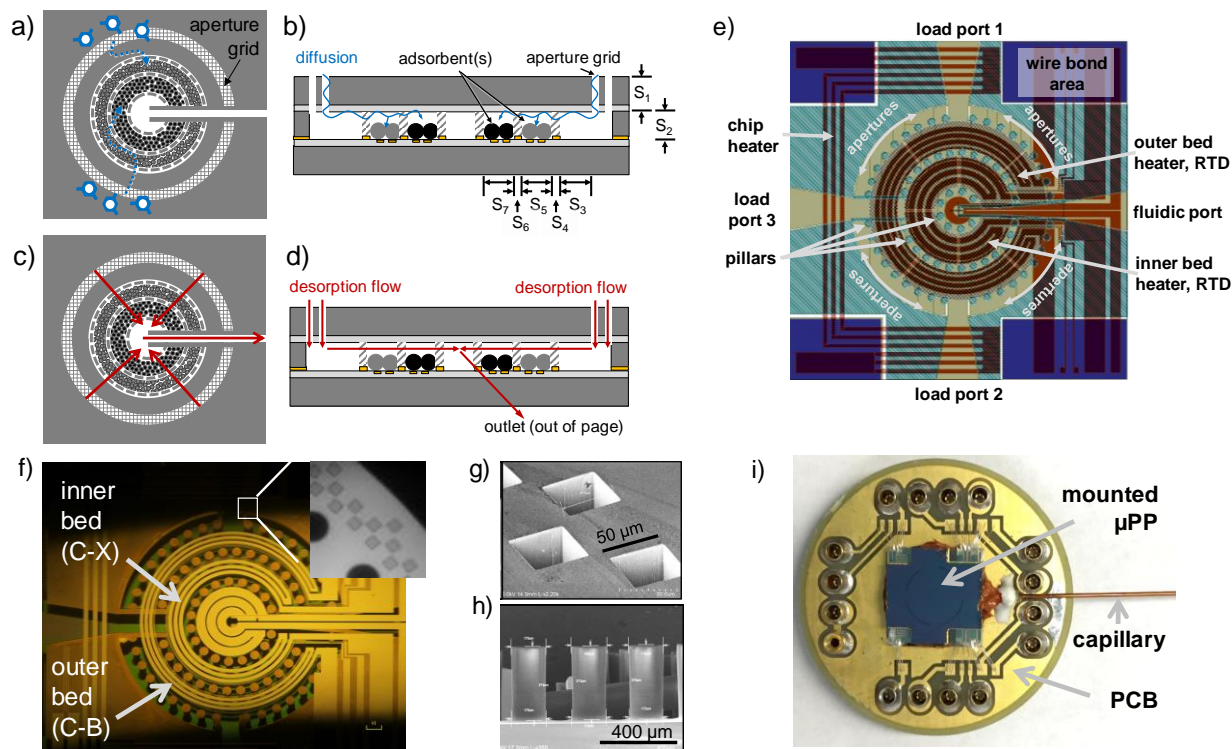 a)
aperture
grid
b)
diffusion
adsorbent(s)
aperture grid
S1
S2
S7
S6
S5
S4
S3
c)
d)
desorption flow
desorption flow
outlet (out of page)
e)
load port 1
wire bond
area
chip
heater
apertures
apertures
outer bed
heater, RTD
load
port 3
fluidic port
pillars
inner bed
heater, RTD
apertures
apertures
load port 2
f)
inner
bed
(C-X)
outer
bed
(C-B)
g)
50 µm
h)
400 µm
i)
mounted
µPP
capillary
PCB